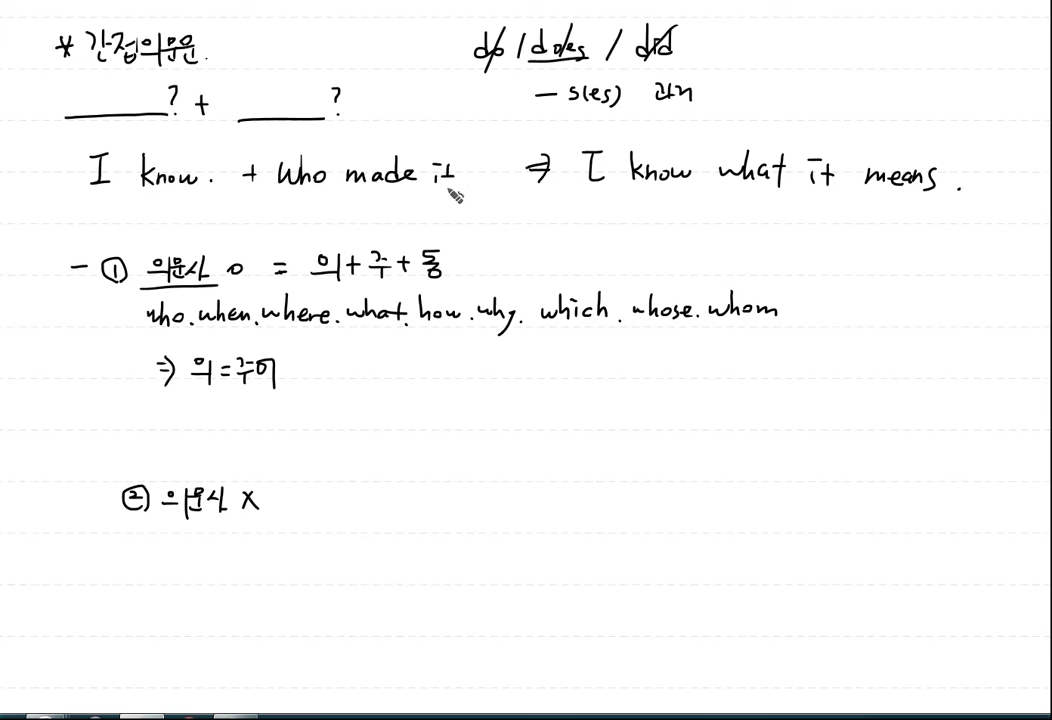 * 간접의문문.
do / does / did
- s(es) 과거
? + ?
I know. + Who made it ⇒ I know what it means.
- ① 의문사 o = 의+주+동
who.when.where.what.how.why. which. whose. whom
⇒ 의=주어
② 의문사 x